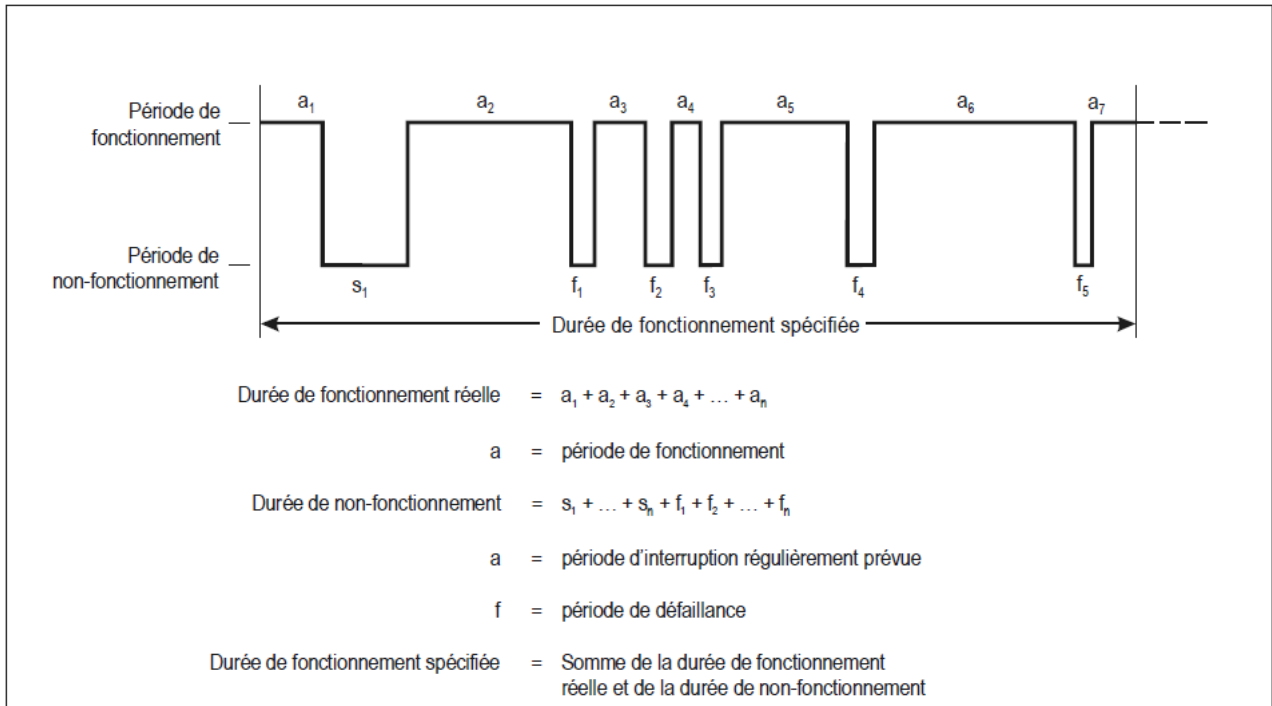 a₁ a₂ a₃ a₄ a₅ a₆ a₇
Période de
fonctionnement
Période de
non-fonctionnement
s₁ f₁ f₂ f₃ f₄ f₅
Durée de fonctionnement spécifiée
Durée de fonctionnement réelle = a₁ + a₂ + a₃ + a₄ + … + aₙ
a = période de fonctionnement
Durée de non-fonctionnement = s₁ + … + sₙ + f₁ + f₂ + … + fₙ
a = période d'interruption régulièrement prévue
f = période de défaillance
Durée de fonctionnement spécifiée = Somme de la durée de fonctionnement
réelle et de la durée de non-fonctionnement